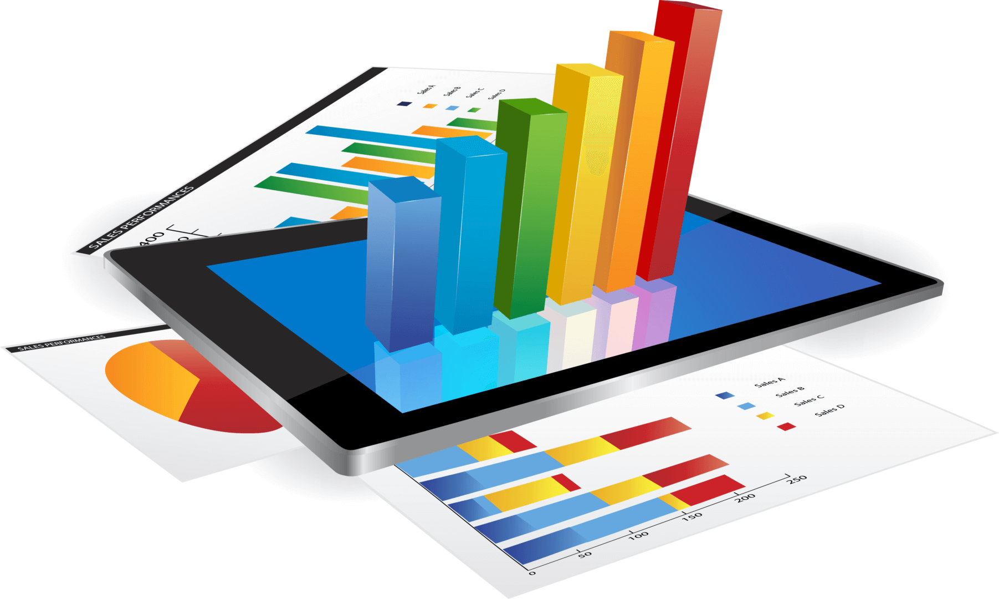 Sales A
Sales B
Sales C
Sales D
SALES PERFORMANCES
400
SALES PERFORMANCES
Sales A
Sales B
Sales C
Sales D
250
200
150
100
50
0